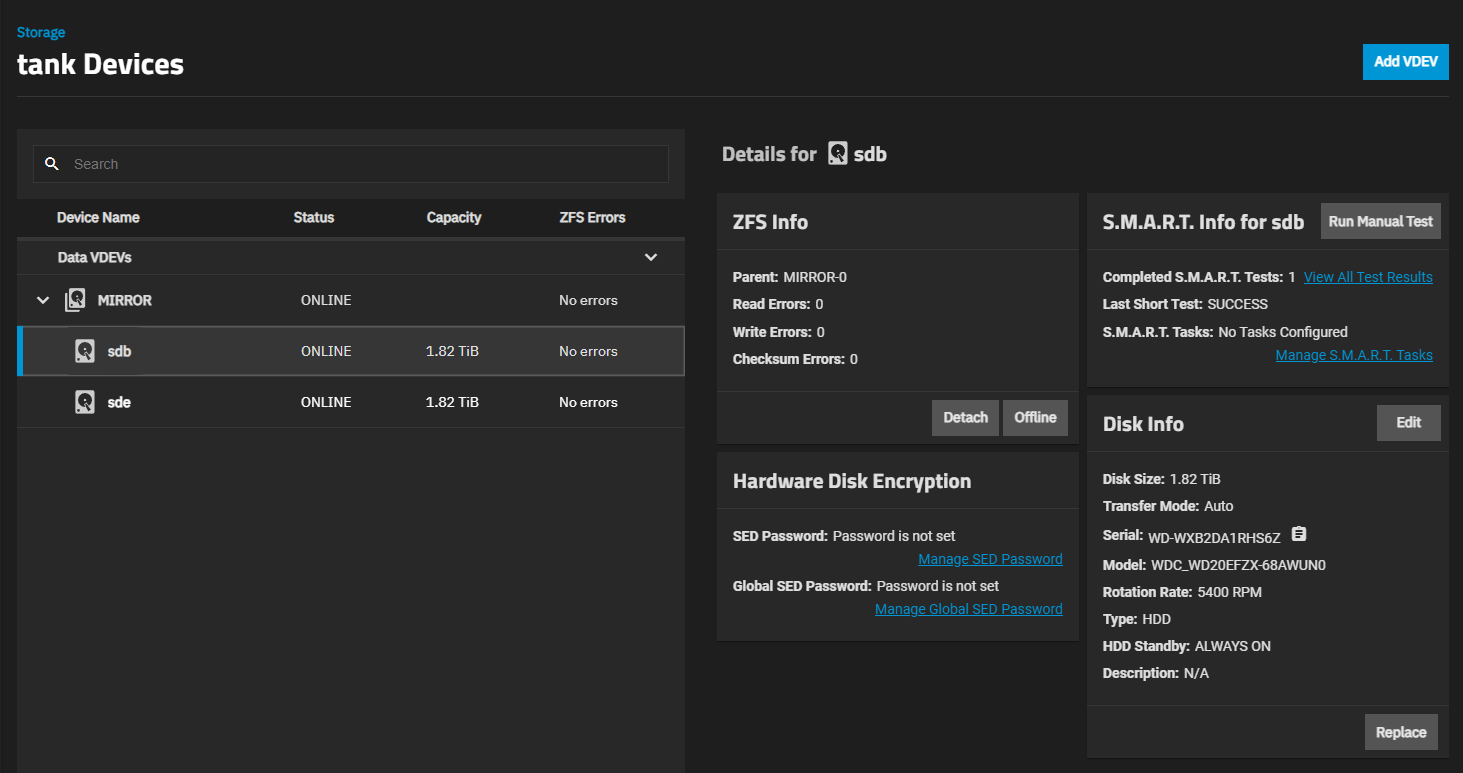 Storage
tank Devices
Add VDEV
Search
Device Name Status Capacity ZFS Errors
Data VDEVs
MIRROR ONLINE No errors
sdb ONLINE 1.82 TiB No errors
sde ONLINE 1.82 TiB No errors
Details for sdb
ZFS Info
Parent: MIRROR-0
Read Errors: 0
Write Errors: 0
Checksum Errors: 0
Detach Offline
Hardware Disk Encryption
SED Password: Password is not set
Manage SED Password
Global SED Password: Password is not set
Manage Global SED Password
S.M.A.R.T. Info for sdb Run Manual Test
Completed S.M.A.R.T. Tests: 1 View All Test Results
Last Short Test: SUCCESS
S.M.A.R.T. Tasks: No Tasks Configured
Manage S.M.A.R.T. Tasks
Disk Info Edit
Disk Size: 1.82 TiB
Transfer Mode: Auto
Serial: WD-WXB2DA1RHS6Z
Model: WDC_WD20EFZX-68AWUN0
Rotation Rate: 5400 RPM
Type: HDD
HDD Standby: ALWAYS ON
Description: N/A
Replace